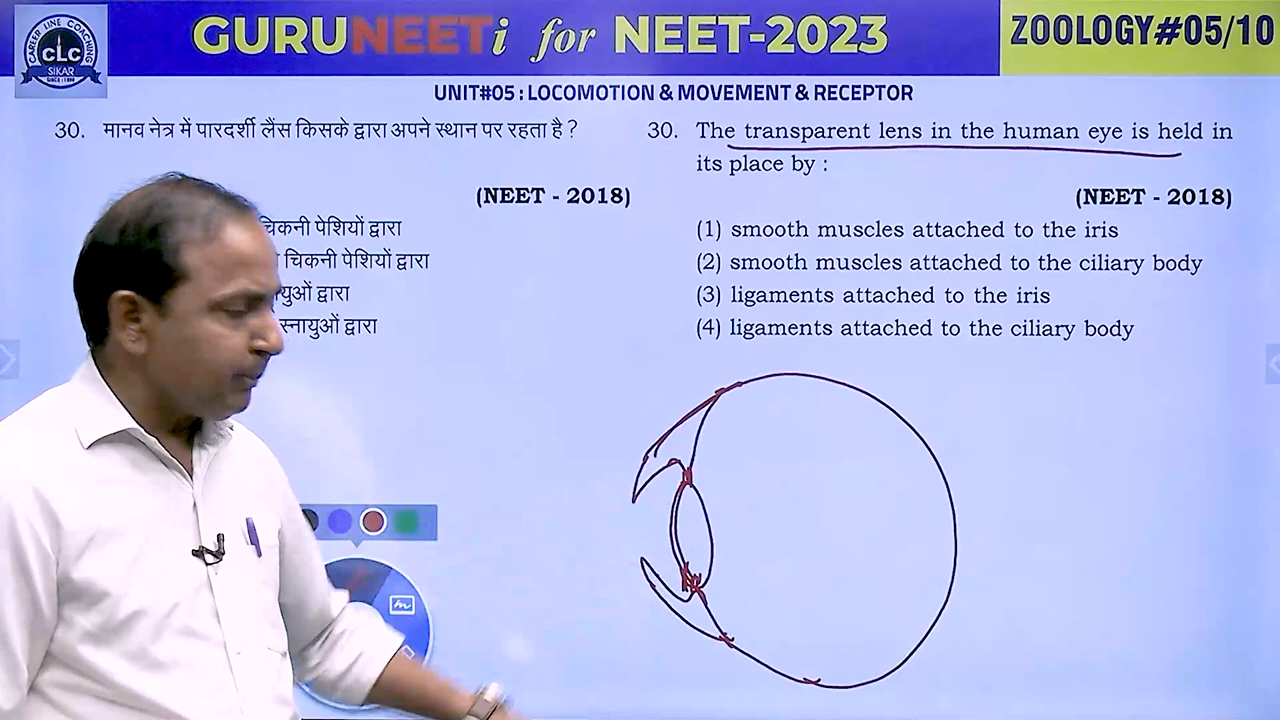 CAREER LINE COACHING
CLC
SIKAR
SINCE : 1996
GURUNEETi for NEET-2023
ZOOLOGY#05/10
UNIT#05 : LOCOMOTION & MOVEMENT & RECEPTOR
30. मानव नेत्र में पारदर्शी लैंस किसके द्वारा अपने स्थान पर रहता है ?
(NEET - 2018)
चिकनी पेशियों द्वारा
चिकनी पेशियों द्वारा
द्वारा
स्नायुओं द्वारा
30. The transparent lens in the human eye is held in
its place by :
(NEET - 2018)
(1) smooth muscles attached to the iris
(2) smooth muscles attached to the ciliary body
(3) ligaments attached to the iris
(4) ligaments attached to the ciliary body